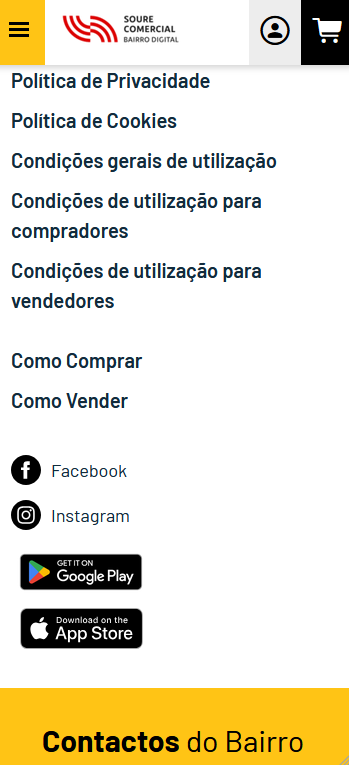 SOURE
COMERCIAL
BAIRRO DIGITAL
Política de Privacidade
Política de Cookies
Condições gerais de utilização
Condições de utilização para
compradores
Condições de utilização para
vendedores
Como Comprar
Como Vender
Facebook
Instagram
GET IT ON
Google Play
Download on the
App Store
Contactos do Bairro